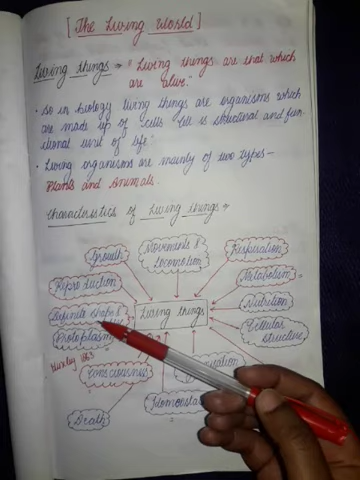 [ The Living World ]
Living things → "Living things are that which
are alive."
• So in biology living things are organisms which
are made up of "cells. Cell is structural and func
tional unit of life."
• Living organisms are mainly of two types -
Plants and Animals.
Characteristics of Living things →
Movements &
Locomotion
Growth
Respiration
Reproduction
Metabolism
Definite shape &
Living things
Nutrition
Protoplasm
Cellular
structure
Huxley 1863
Consciousness
Death